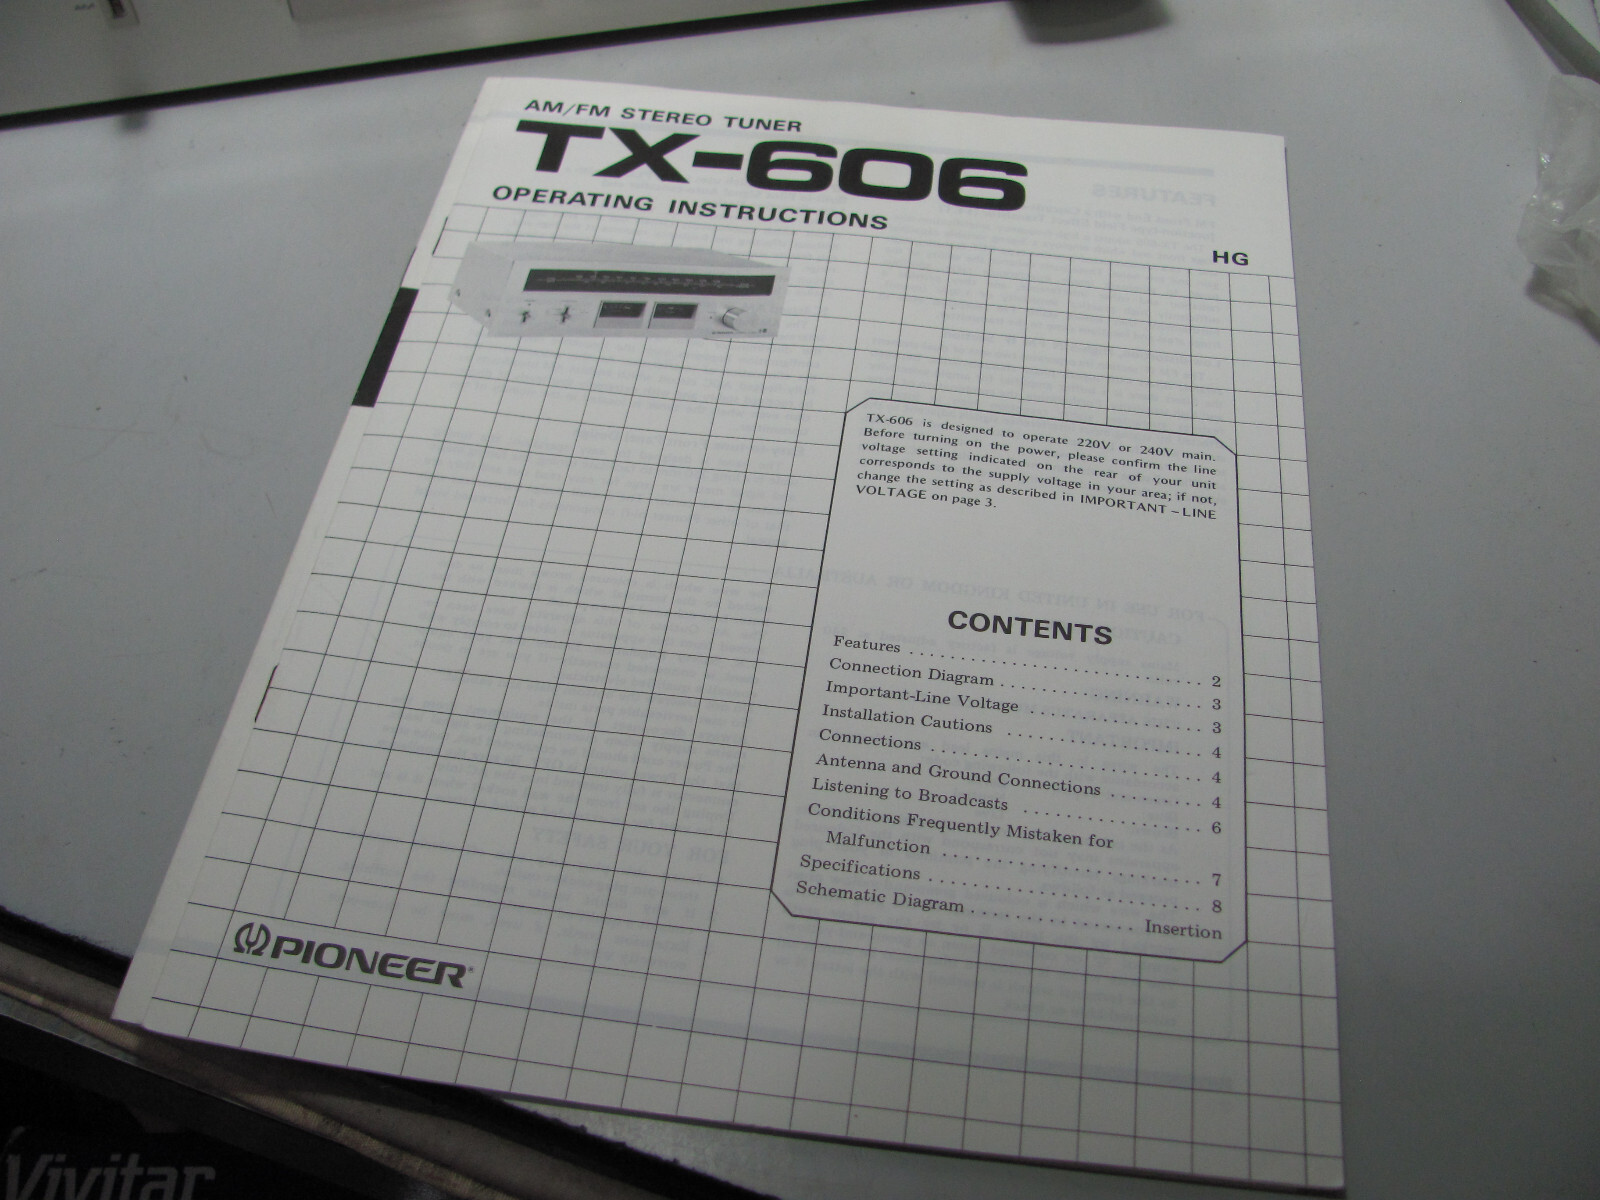 AM/FM STEREO TUNER
TX-606
OPERATING INSTRUCTIONS
HG
TX-606 is designed to operate 220V or 240V main.
Before turning on the power, please confirm the line
voltage setting indicated on the rear of your unit
corresponds to the supply voltage in your area; if not,
change the setting as described in IMPORTANT – LINE
VOLTAGE on page 3.
CONTENTS
Features . . . . . . . . . . . . . . . . . . . . . . . 2
Connection Diagram . . . . . . . . . . . . . . . . 3
Important-Line Voltage . . . . . . . . . . . . . . 3
Installation Cautions . . . . . . . . . . . . . . . . 4
Connections . . . . . . . . . . . . . . . . . . . . . 4
Antenna and Ground Connections . . . . . . . . 4
Listening to Broadcasts . . . . . . . . . . . . . . 6
Conditions Frequently Mistaken for
Malfunction . . . . . . . . . . . . . . . . . . . . 7
Specifications . . . . . . . . . . . . . . . . . . . . 8
Schematic Diagram . . . . . . . . . . . . . Insertion
PIONEER
Vivitar